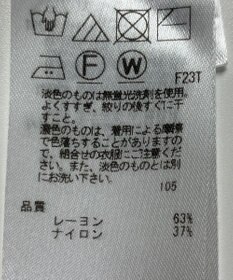 F
W
F23T
淡色のものは無蛍光洗剤を使用。
よくすすぎ、絞りの後すぐに干
すこと。
濃色のものは、着用による摩擦
で色落ちすることがありますの
で、組合せの衣服にご注意くださ
い。また、淡色のものとは別に
お洗い下さい。
105
品質
レーヨン 63%
ナイロン 37%